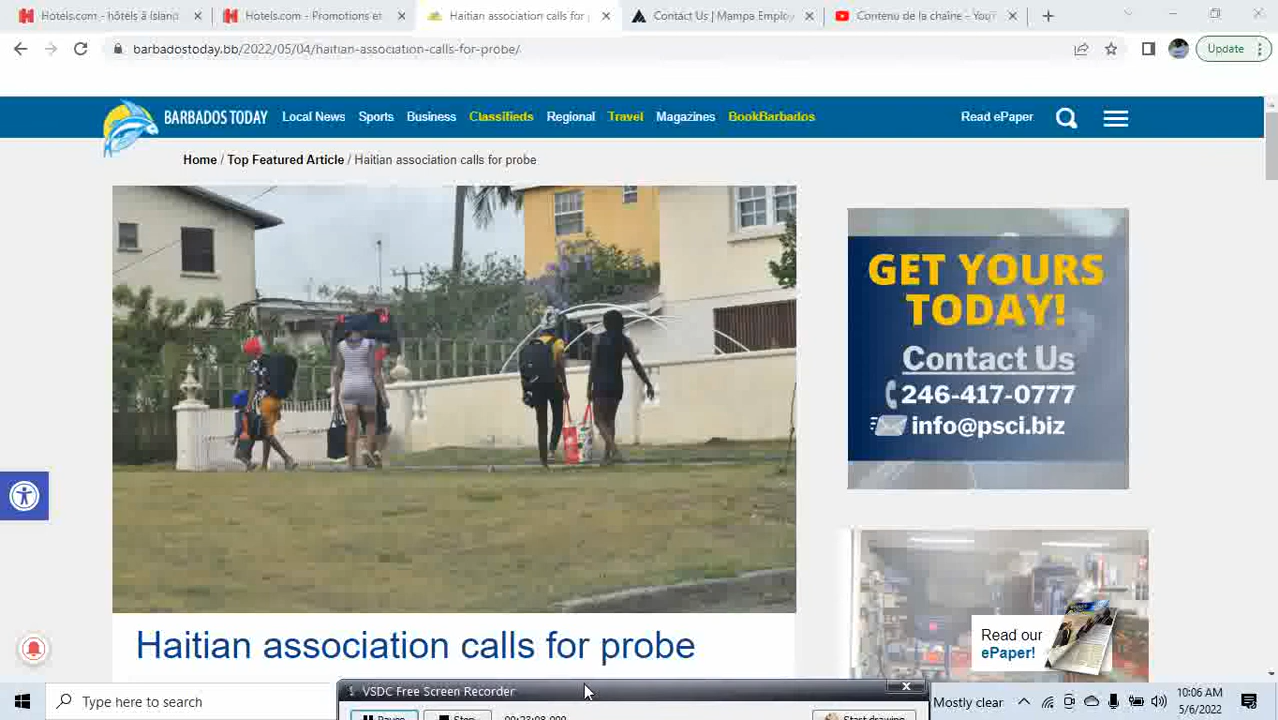 Hotels.com - hôtels à Island
Hotels.com - Promotions et
Haitian association calls for
Contact Us | Mampa Employ
Contenu de la chaîne - YouT
barbadostoday.bb/2022/05/04/haitian-association-calls-for-probe/
Update
BARBADOS TODAY
Local News
Sports
Business
Classifieds
Regional
Travel
Magazines
BookBarbados
Read ePaper
Home / Top Featured Article / Haitian association calls for probe
GET YOURS
TODAY!
Contact Us
246-417-0777
info@psci.biz
Read our
ePaper!
Haitian association calls for probe
VSDC Free Screen Recorder
Pause
Stop
00:23:08.000
Start drawing
Type here to search
Mostly clear
10:06 AM
5/6/2022